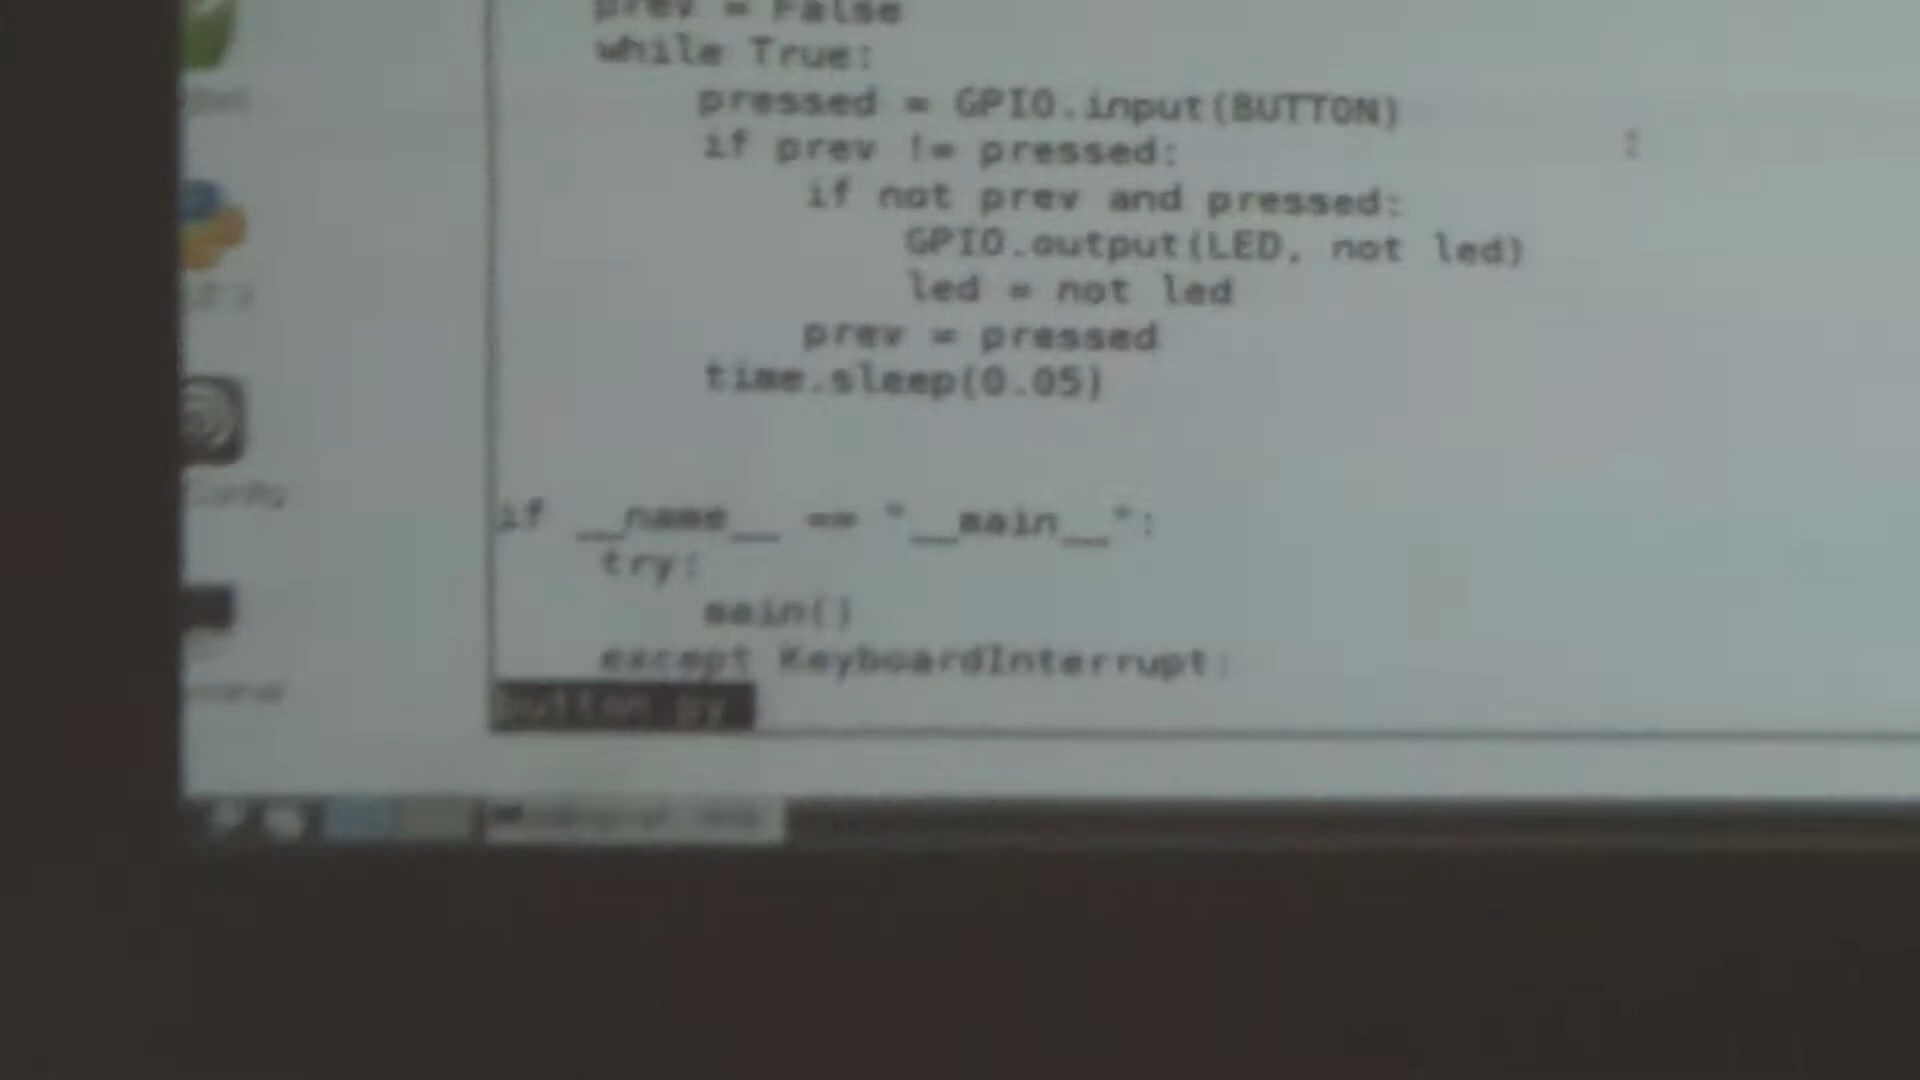 prev = False
while True:
pressed = GPIO.input(BUTTON)
if prev != pressed:
if not prev and pressed:
GPIO.output(LED, not led)
led = not led
prev = pressed
time.sleep(0.05)
if __name__ == "__main__":
try:
main()
except KeyboardInterrupt:
button.py
Config